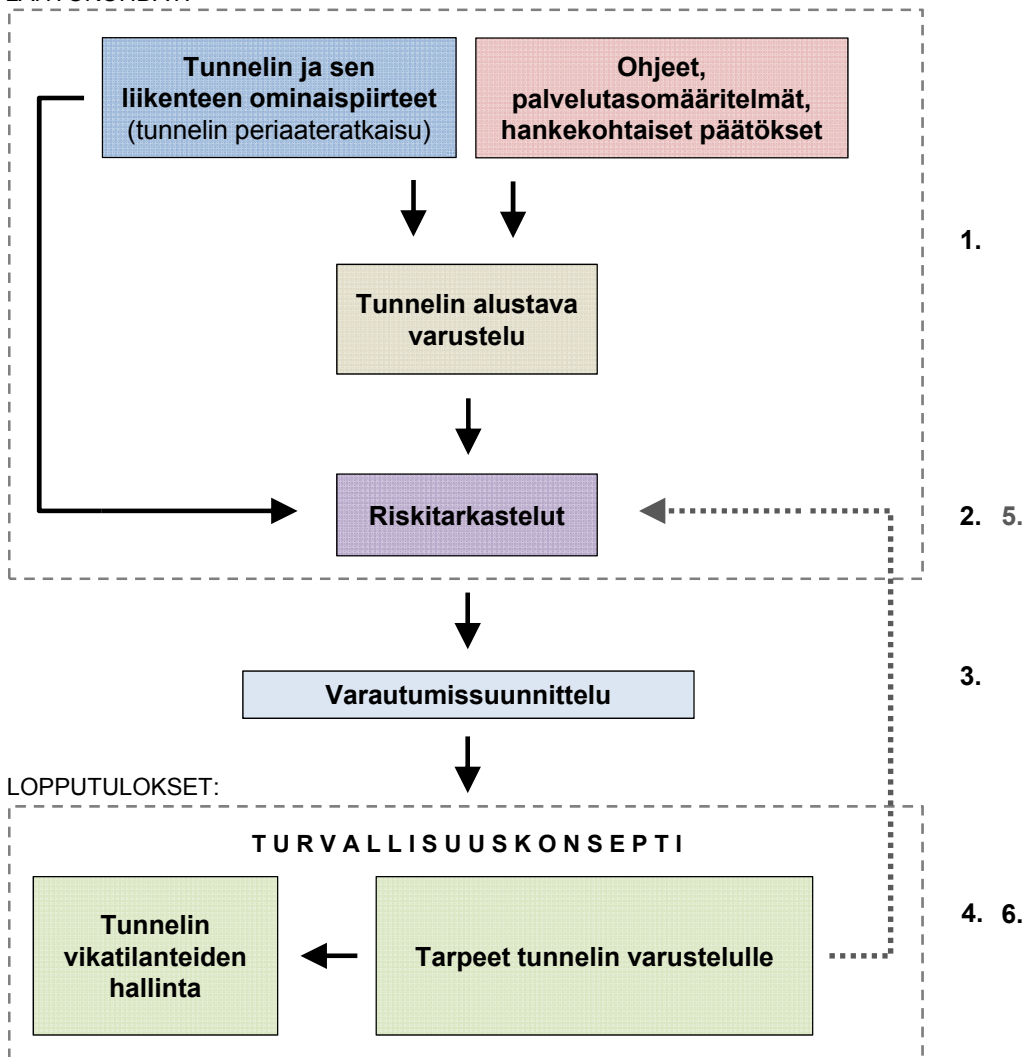 Tunnelin ja sen
liikenteen ominaispiirteet
(tunnelin periaateratkaisu)
Ohjeet,
palvelutasomääritelmät,
hankekohtaiset päätökset
1.
Tunnelin alustava
varustelu
Riskitarkastelut
2. 5.
3.
Varautumissuunnittelu
LOPPUTULOKSET:
TURVALLISUUSKONSEPTI
Tunnelin
vikatilanteiden
hallinta
Tarpeet tunnelin varustelulle
4. 6.